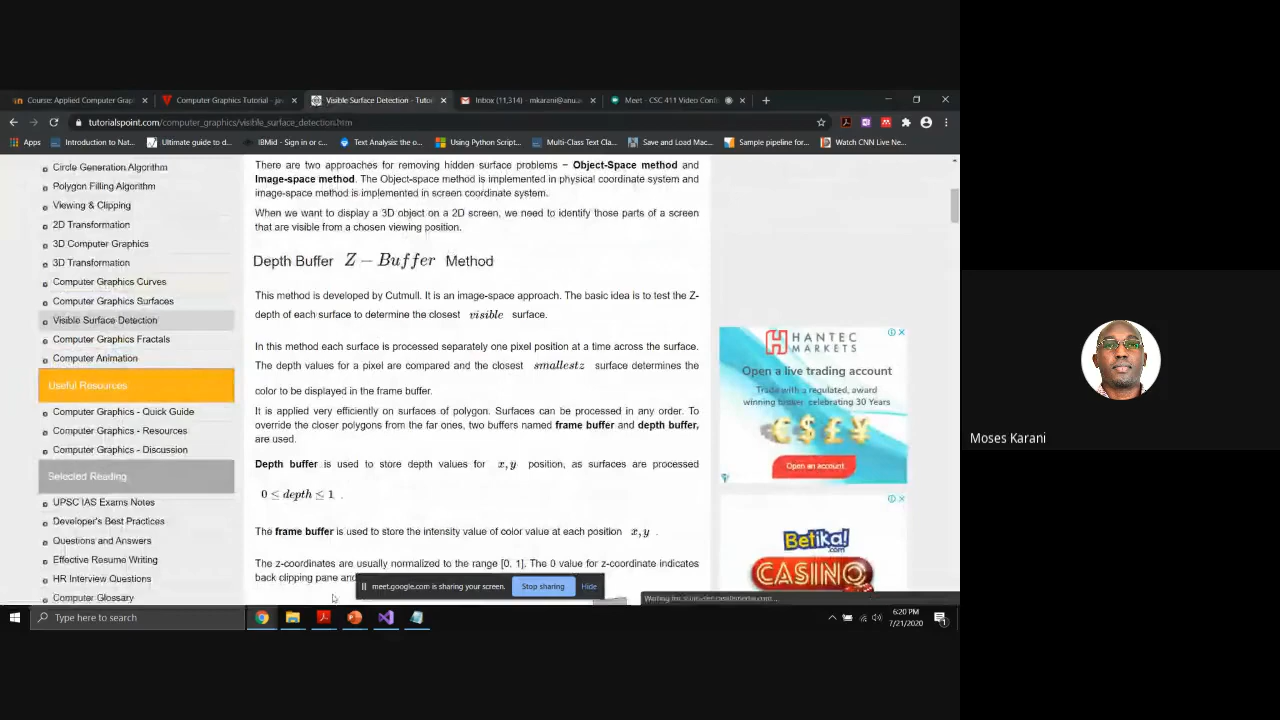 Course: Applied Computer Grap
Computer Graphics Tutorial - ja
Visible Surface Detection - Tutor
Inbox (11,314) - mkarani@anu.a
Meet - CSC 411 Video Conf
tutorialspoint.com/computer_graphics/visible_surface_detection.htm
Apps
Introduction to Nat...
Ultimate guide to d...
IBMid - Sign in or c...
Text Analysis: the o...
Using Python Script...
Multi-Class Text Cla...
Save and Load Mac...
Sample pipeline for...
Watch CNN Live Ne...
Circle Generation Algorithm
Polygon Filling Algorithm
Viewing & Clipping
2D Transformation
3D Computer Graphics
3D Transformation
Computer Graphics Curves
Computer Graphics Surfaces
Visible Surface Detection
Computer Graphics Fractals
Computer Animation
Useful Resources
Computer Graphics - Quick Guide
Computer Graphics - Resources
Computer Graphics - Discussion
Selected Reading
UPSC IAS Exams Notes
Developer's Best Practices
Questions and Answers
Effective Resume Writing
HR Interview Questions
Computer Glossary
There are two approaches for removing hidden surface problems − Object-Space method and
Image-space method. The Object-space method is implemented in physical coordinate system and
image-space method is implemented in screen coordinate system.
When we want to display a 3D object on a 2D screen, we need to identify those parts of a screen
that are visible from a chosen viewing position.
Depth Buffer Z − Buffer Method
This method is developed by Cutmull. It is an image-space approach. The basic idea is to test the Z-
depth of each surface to determine the closest visible surface.
In this method each surface is processed separately one pixel position at a time across the surface.
The depth values for a pixel are compared and the closest smallestz surface determines the
color to be displayed in the frame buffer.
It is applied very efficiently on surfaces of polygon. Surfaces can be processed in any order. To
override the closer polygons from the far ones, two buffers named frame buffer and depth buffer,
are used.
Depth buffer is used to store depth values for x, y position, as surfaces are processed
0 ≤ depth ≤ 1 .
The frame buffer is used to store the intensity value of color value at each position x, y .
The z-coordinates are usually normalized to the range [0, 1]. The 0 value for z-coordinate indicates
back clipping pane and
HANTEC
MARKETS
Open a live trading account
Trade with a regulated, award
winning broker celebrating 30 Years
€ $ £ ¥
Open an account
Betika!
.com
CASINO
meet.google.com is sharing your screen.
Stop sharing
Hide
Type here to search
6:20 PM
7/21/2020
Moses Karani